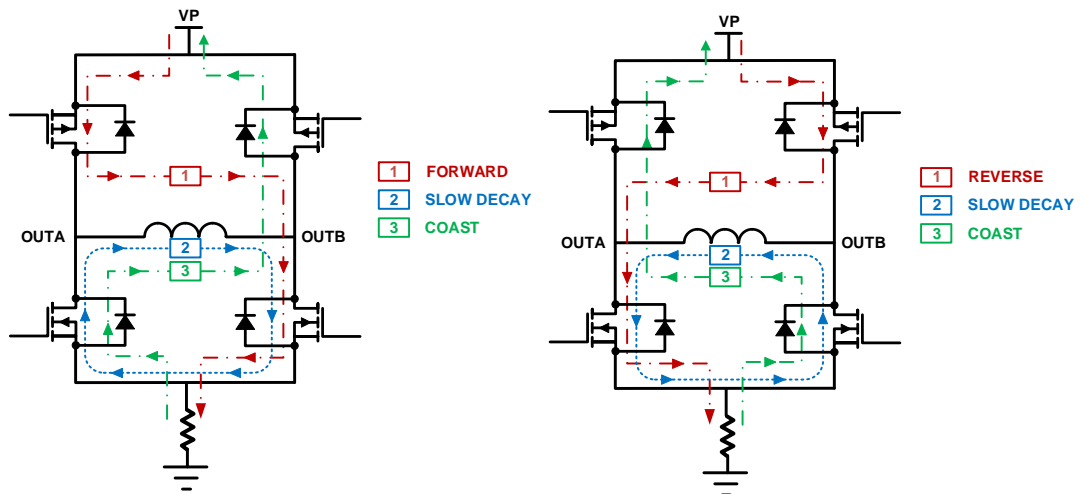 VP
1
1 FORWARD
2 SLOW DECAY
3 COAST
OUTA
OUTB
2
3
VP
1
1 REVERSE
2 SLOW DECAY
3 COAST
OUTA
OUTB
2
3